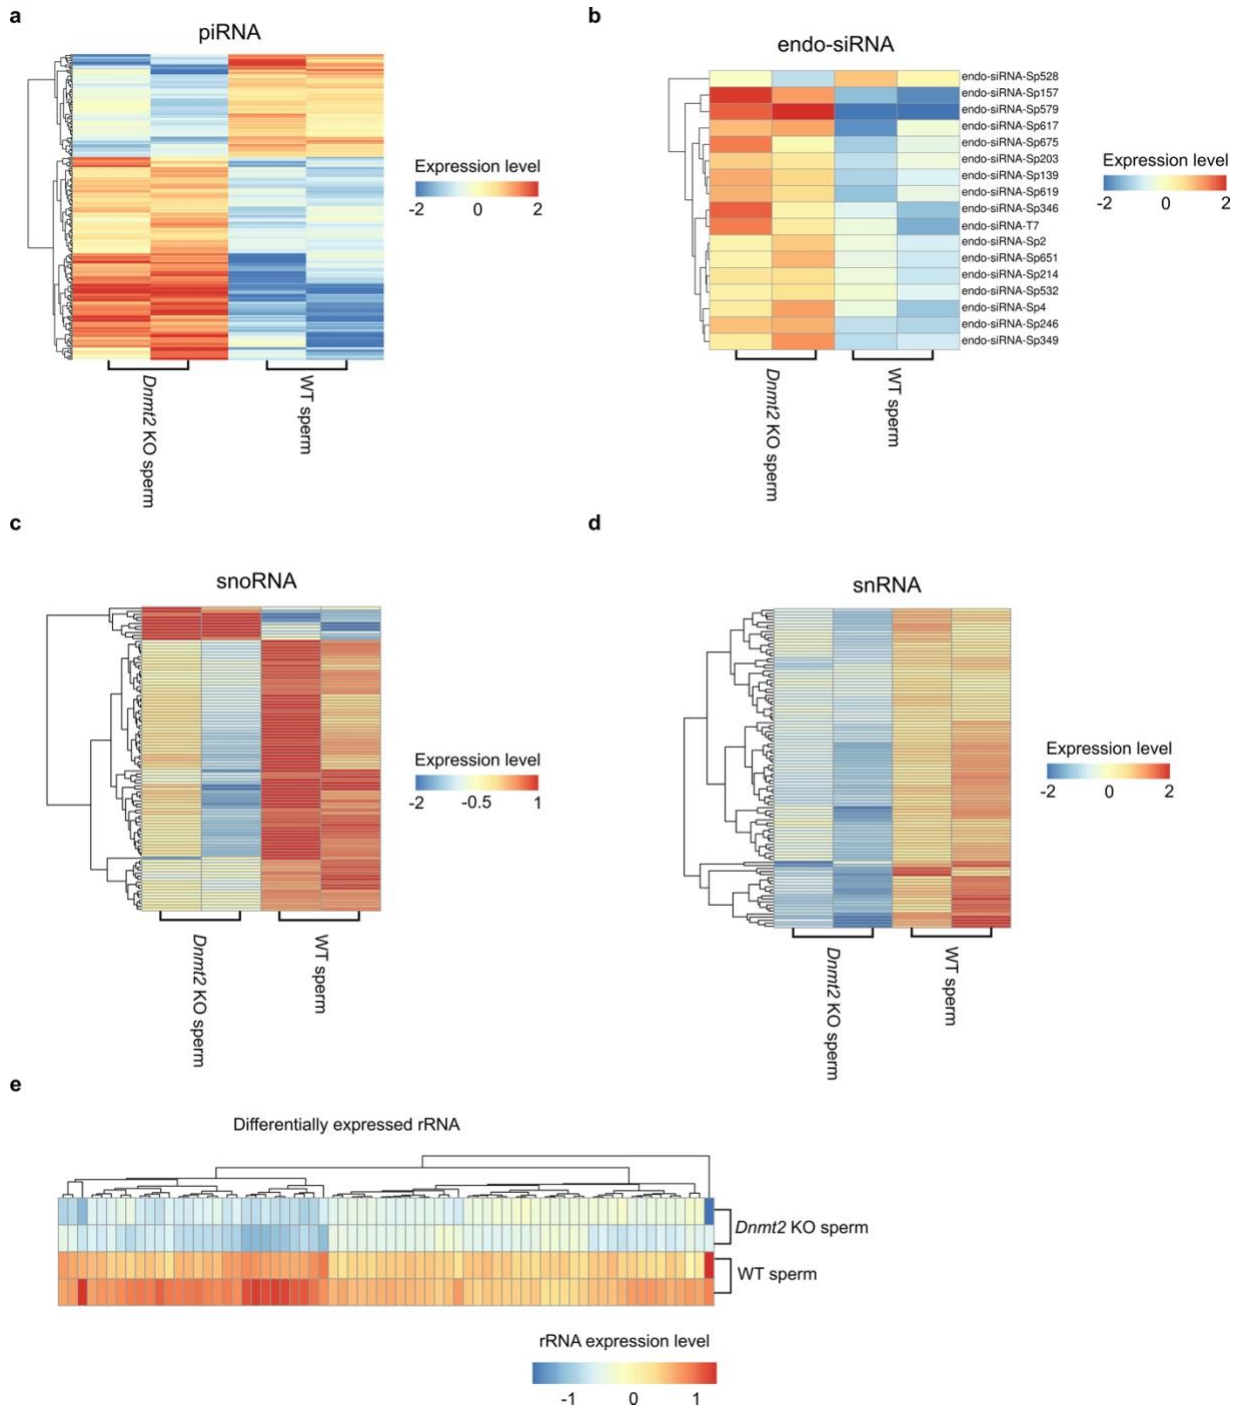 a
piRNA
Expression level
-2 0 2
Dnmt2 KO sperm
WT sperm
b
endo-siRNA
endo-siRNA-Sp528
endo-siRNA-Sp157
endo-siRNA-Sp579
endo-siRNA-Sp617
endo-siRNA-Sp675
endo-siRNA-Sp203
endo-siRNA-Sp139
endo-siRNA-Sp619
endo-siRNA-Sp346
endo-siRNA-T7
endo-siRNA-Sp2
endo-siRNA-Sp651
endo-siRNA-Sp214
endo-siRNA-Sp532
endo-siRNA-Sp4
endo-siRNA-Sp246
endo-siRNA-Sp349
Expression level
-2 0 2
Dnmt2 KO sperm
WT sperm
c
snoRNA
Expression level
-2 -0.5 1
Dnmt2 KO sperm
WT sperm
d
snRNA
Expression level
-2 0 2
Dnmt2 KO sperm
WT sperm
e
Differentially expressed rRNA
Dnmt2 KO sperm
WT sperm
rRNA expression level
-1 0 1